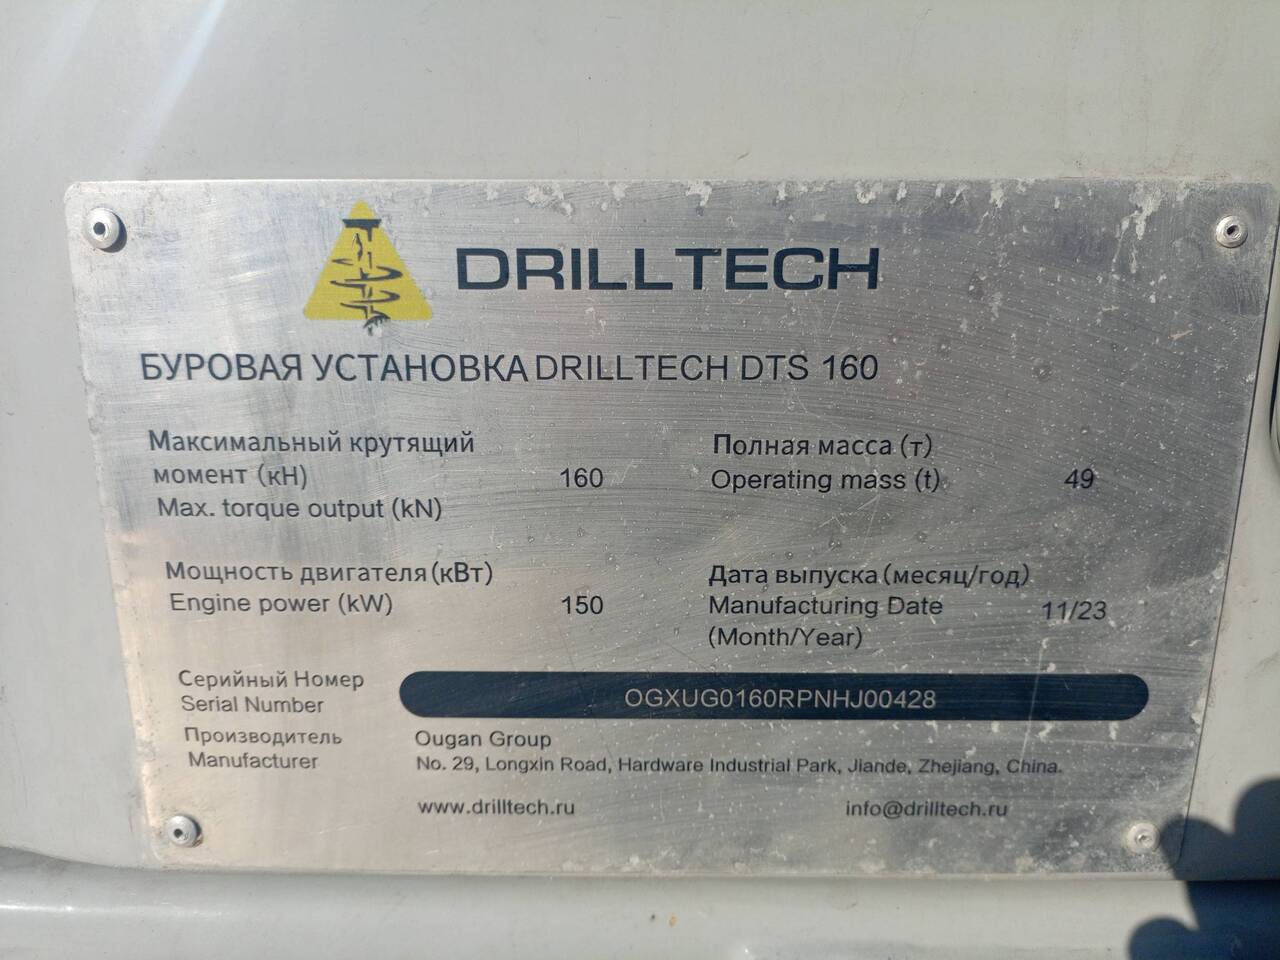 DRILLTECH
БУРОВАЯ УСТАНОВКА DRILLTECH DTS 160
Максимальный крутящий
момент (кН) 160
Max. torque output (kN)
Полная масса (т)
Operating mass (t) 49
Мощность двигателя (кВт)
Engine power (kW) 150
Дата выпуска (месяц/год)
Manufacturing Date 11/23
(Month/Year)
Серийный Номер
Serial Number
OGXUG0160RPNHJ00428
Производитель
Manufacturer
Ougan Group
No. 29, Longxin Road, Hardware Industrial Park, Jiande, Zhejiang, China.
www.drilltech.ru info@drilltech.ru